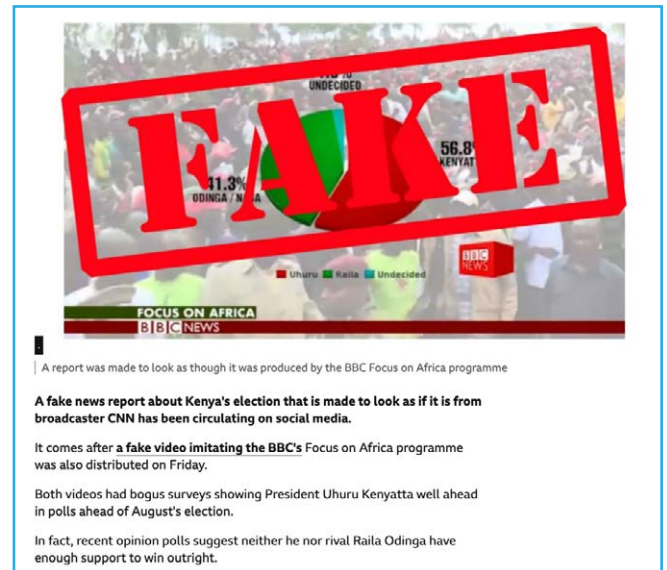 UNDECIDED
FAKE
56.8
KENYAT
41.3%
ODINGA / N
Uhuru Raila Undecided
BBC
NEWS
FOCUS ON AFRICA
BBC NEWS
A report was made to look as though it was produced by the BBC Focus on Africa programme
A fake news report about Kenya's election that is made to look as if it is from
broadcaster CNN has been circulating on social media.
It comes after a fake video imitating the BBC's Focus on Africa programme
was also distributed on Friday.
Both videos had bogus surveys showing President Uhuru Kenyatta well ahead
in polls ahead of August's election.
In fact, recent opinion polls suggest neither he nor rival Raila Odinga have
enough support to win outright.